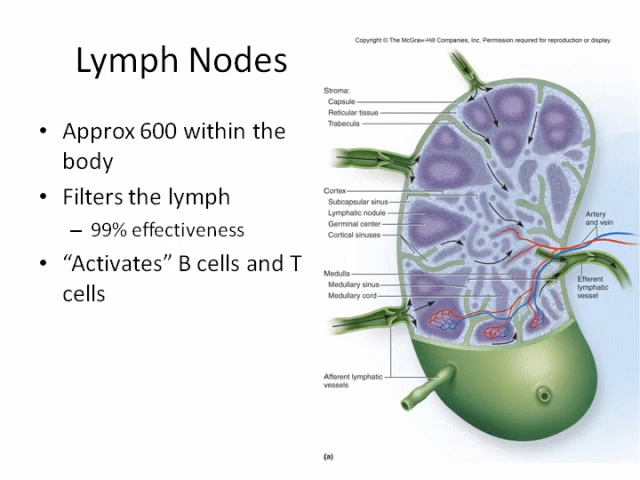 Copyright © The McGraw-Hill Companies, Inc. Permission required for reproduction or display.
Lymph Nodes
• Approx 600 within the
body
• Filters the lymph
– 99% effectiveness
• “Activates” B cells and T
cells
Stroma:
Capsule
Reticular tissue
Trabecula
Cortex
Subcapsular sinus
Lymphatic nodule
Germinal center
Cortical sinuses
Medulla
Medullary sinus
Medullary cord
Afferent lymphatic
vessels
Artery
and vein
Efferent
lymphatic
vessel
(a)